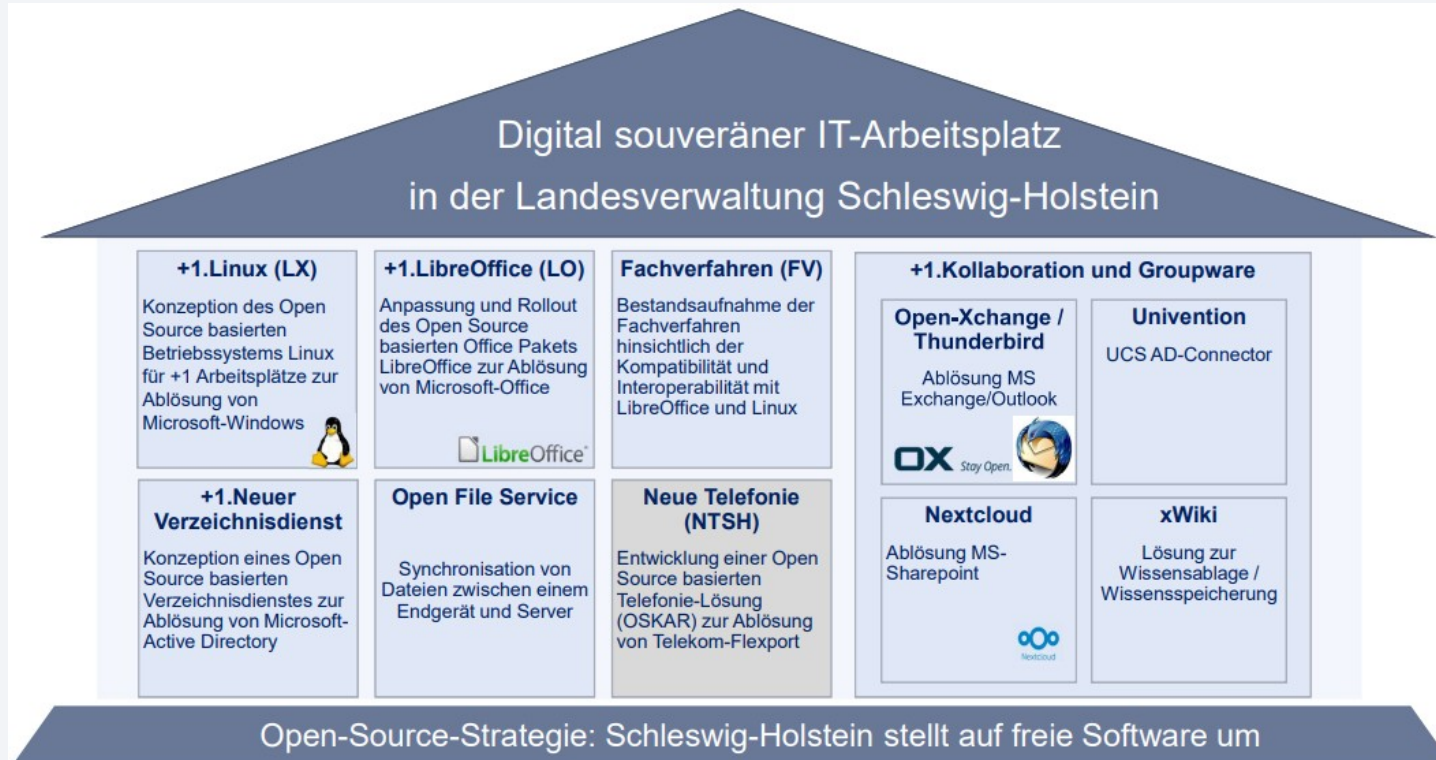 Digital souveräner IT-Arbeitsplatz
in der Landesverwaltung Schleswig-Holstein
+1.Linux (LX)
Konzeption des Open
Source basierten
Betriebssystems Linux
für +1 Arbeitsplätze zur
Ablösung von
Microsoft-Windows
+1.LibreOffice (LO)
Anpassung und Rollout
des Open Source
basierten Office Pakets
LibreOffice zur Ablösung
von Microsoft-Office
LibreOffice
Fachverfahren (FV)
Bestandsaufnahme der
Fachverfahren
hinsichtlich der
Kompatibilität und
Interoperabilität mit
LibreOffice und Linux
+1.Kollaboration und Groupware
Open-Xchange /
Thunderbird
Ablösung MS
Exchange/Outlook
OX Stay Open.
Univention
UCS AD-Connector
+1.Neuer
Verzeichnisdienst
Konzeption eines Open
Source basierten
Verzeichnisdienstes zur
Ablösung von Microsoft-
Active Directory
Open File Service
Synchronisation von
Dateien zwischen einem
Endgerät und Server
Neue Telefonie
(NTSH)
Entwicklung einer Open
Source basierten
Telefonie-Lösung
(OSKAR) zur Ablösung
von Telekom-Flexport
Nextcloud
Ablösung MS-
Sharepoint
Nextcloud
xWiki
Lösung zur
Wissensablage /
Wissensspeicherung
Open-Source-Strategie: Schleswig-Holstein stellt auf freie Software um